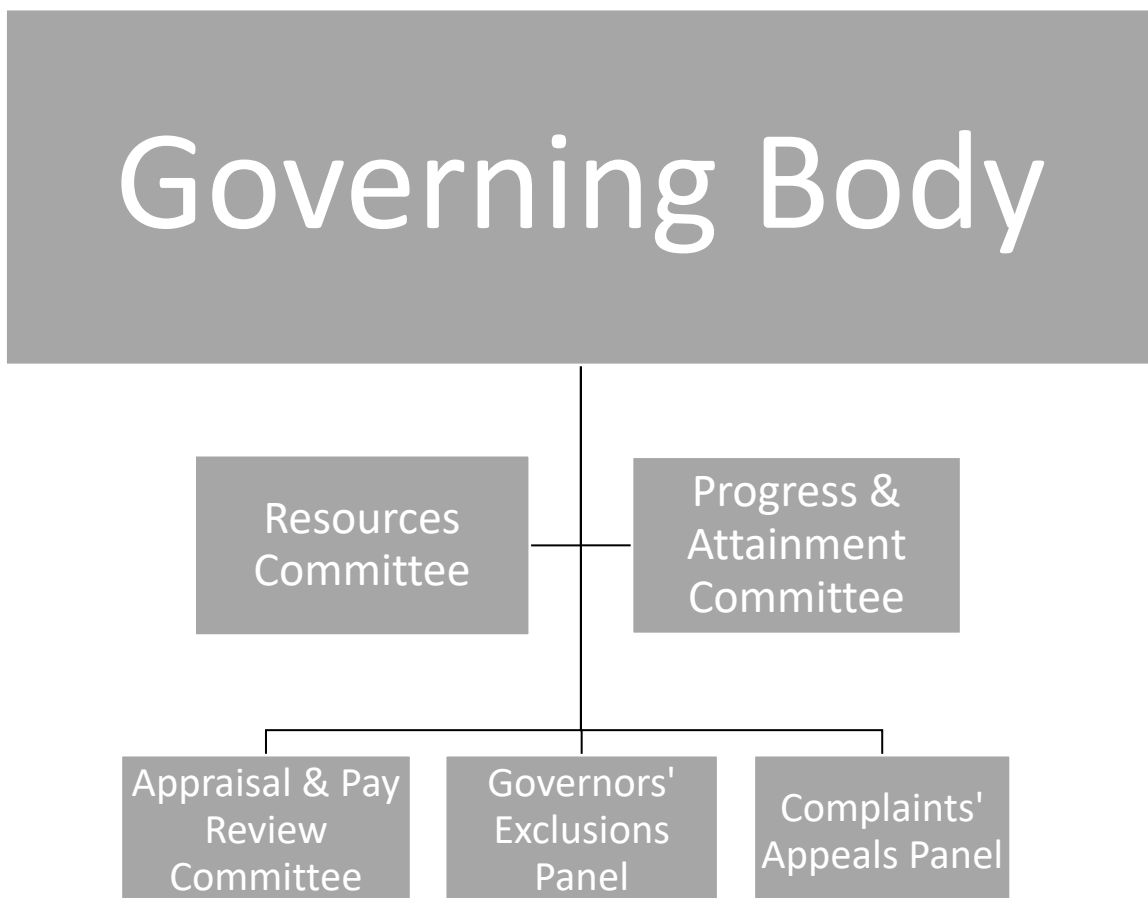 Governing Body
Resources
Committee
Progress &
Attainment
Committee
Appraisal & Pay
Review
Committee
Governors'
Exclusions
Panel
Complaints'
Appeals Panel